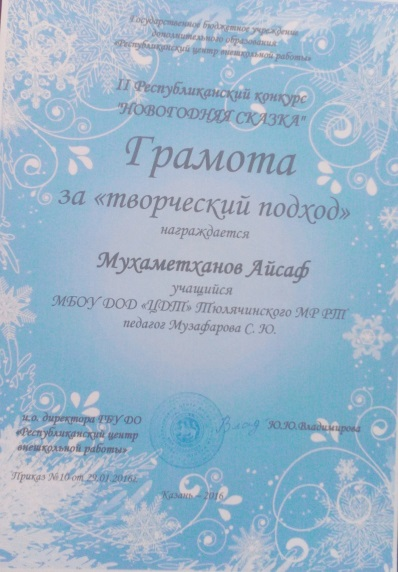 Государственное бюджетное учреждение
дополнительного образования
«Республиканский центр внешкольной работы»
II Республиканский конкурс
"НОВОГОДНЯЯ СКАЗКА"
Грамота
за «творческий подход»
награждается
Мухаметханов Айсаф
учащийся
МБОУ ДОД «ЦДТ» Тюлячинского МР РТ
педагог Музафарова С. Ю.
и.о. директора ГБУ ДО
«Республиканский центр
внешкольной работы»
Ю.Ю.Владимирова
Приказ №10 от 29.01.2016г.
Казань – 2016